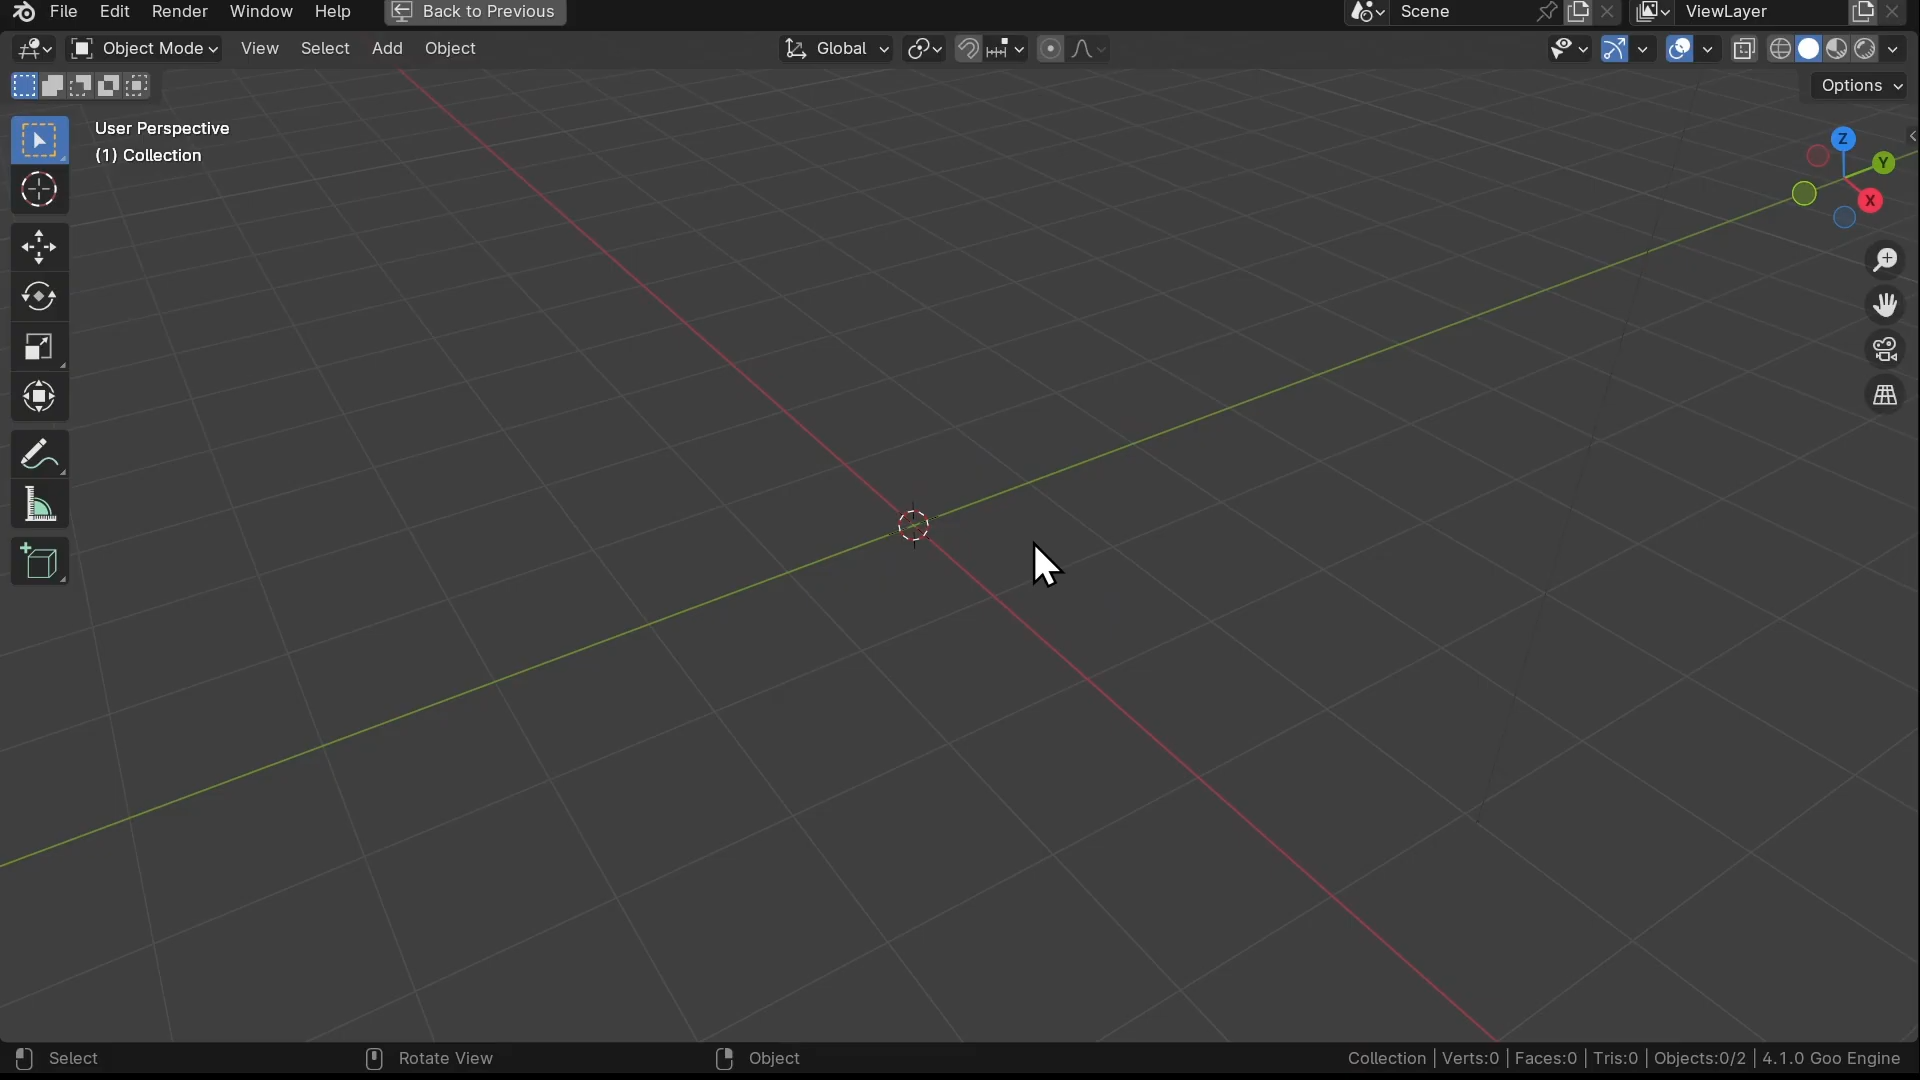 File Edit Render Window Help Back to Previous Scene ViewLayer
Object Mode View Select Add Object Global
Options
User Perspective
(1) Collection
Z
Y
X
Select Rotate View Object Collection | Verts:0 | Faces:0 | Tris:0 | Objects:0/2 | 4.1.0 Goo Engine